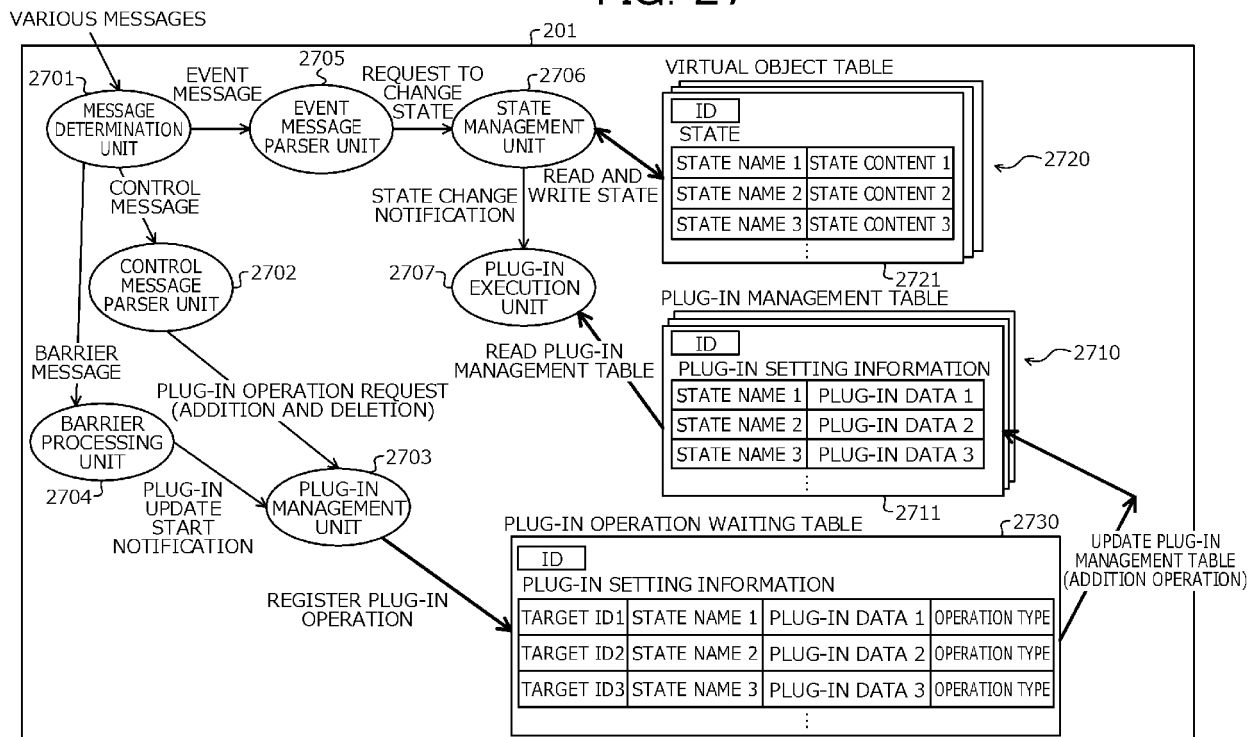 FIG. 27
VARIOUS MESSAGES
201
2701
MESSAGE
DETERMINATION
UNIT
EVENT
MESSAGE
2705
EVENT
MESSAGE
PARSER UNIT
REQUEST TO
CHANGE
STATE
2706
STATE
MANAGEMENT
UNIT
READ AND
WRITE STATE
VIRTUAL OBJECT TABLE
ID
STATE
STATE NAME 1 STATE CONTENT 1
STATE NAME 2 STATE CONTENT 2
STATE NAME 3 STATE CONTENT 3
2720
2721
CONTROL
MESSAGE
STATE CHANGE
NOTIFICATION
CONTROL
MESSAGE
PARSER UNIT
2702
2707
PLUG-IN
EXECUTION
UNIT
READ PLUG-IN
MANAGEMENT TABLE
PLUG-IN MANAGEMENT TABLE
ID
PLUG-IN SETTING INFORMATION
STATE NAME 1 PLUG-IN DATA 1
STATE NAME 2 PLUG-IN DATA 2
STATE NAME 3 PLUG-IN DATA 3
2710
2711
BARRIER
MESSAGE
PLUG-IN OPERATION REQUEST
(ADDITION AND DELETION)
BARRIER
PROCESSING
UNIT
2704
PLUG-IN
UPDATE
START
NOTIFICATION
2703
PLUG-IN
MANAGEMENT
UNIT
REGISTER PLUG-IN
OPERATION
PLUG-IN OPERATION WAITING TABLE
2730
ID
PLUG-IN SETTING INFORMATION
TARGET ID1 STATE NAME 1 PLUG-IN DATA 1 OPERATION TYPE
TARGET ID2 STATE NAME 2 PLUG-IN DATA 2 OPERATION TYPE
TARGET ID3 STATE NAME 3 PLUG-IN DATA 3 OPERATION TYPE
UPDATE PLUG-IN
MANAGEMENT TABLE
(ADDITION OPERATION)